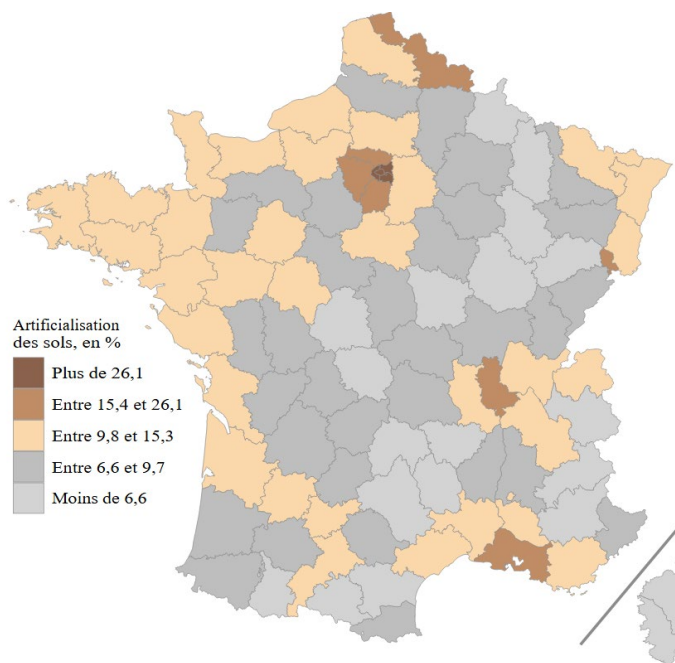 Artificialisation
des sols, en %
Plus de 26,1
Entre 15,4 et 26,1
Entre 9,8 et 15,3
Entre 6,6 et 9,7
Moins de 6,6